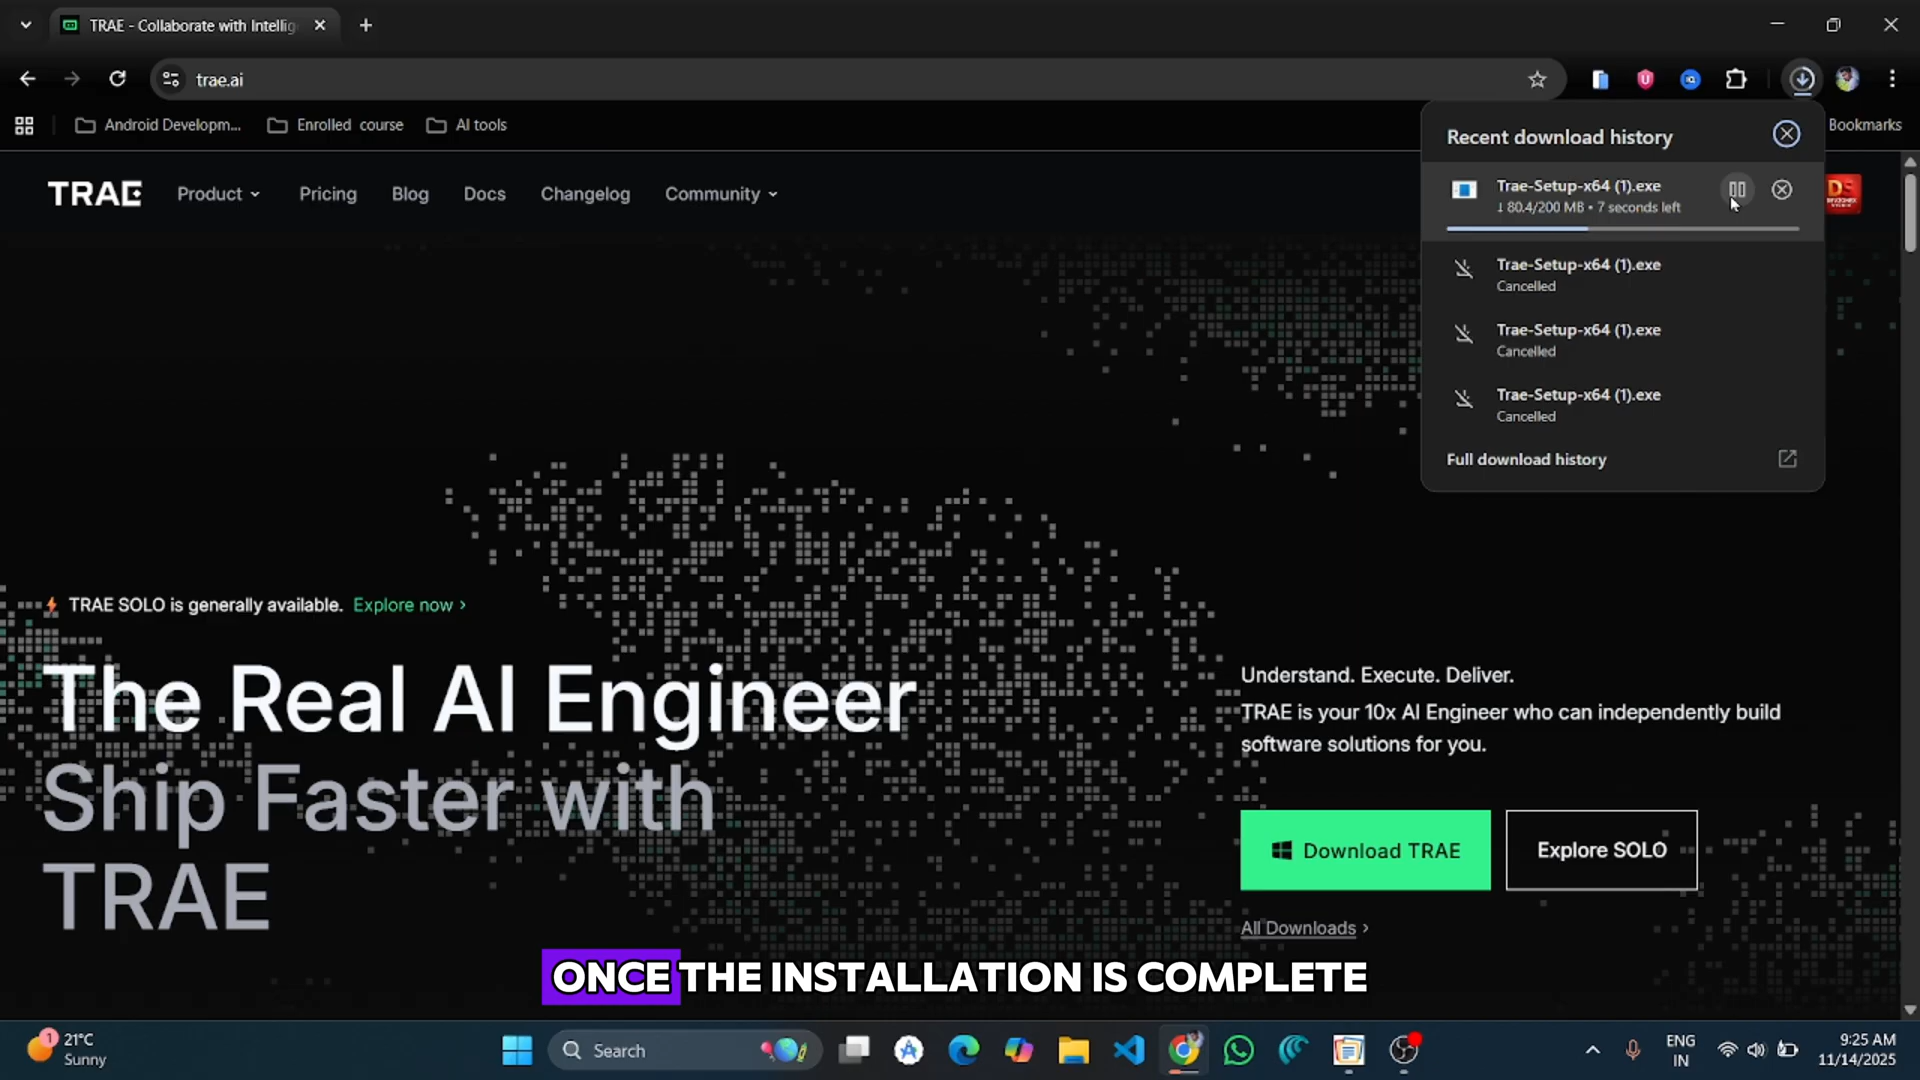 TRAE - Collaborate with Intellig
trae.ai
Android Developm...
Enrolled course
AI tools
Bookmarks
Recent download history
Trae-Setup-x64 (1).exe
↓ 80.4/200 MB • 7 seconds left
Trae-Setup-x64 (1).exe
Cancelled
Trae-Setup-x64 (1).exe
Cancelled
Trae-Setup-x64 (1).exe
Cancelled
Full download history
TRAE
Product
Pricing
Blog
Docs
Changelog
Community
DS
TRAE SOLO is generally available. Explore now >
The Real AI Engineer
Ship Faster with
TRAE
Understand. Execute. Deliver.
TRAE is your 10x AI Engineer who can independently build
software solutions for you.
Download TRAE
Explore SOLO
All Downloads >
ONCE THE INSTALLATION IS COMPLETE
1
21°C
Sunny
Search
ENG
IN
9:25 AM
11/14/2025